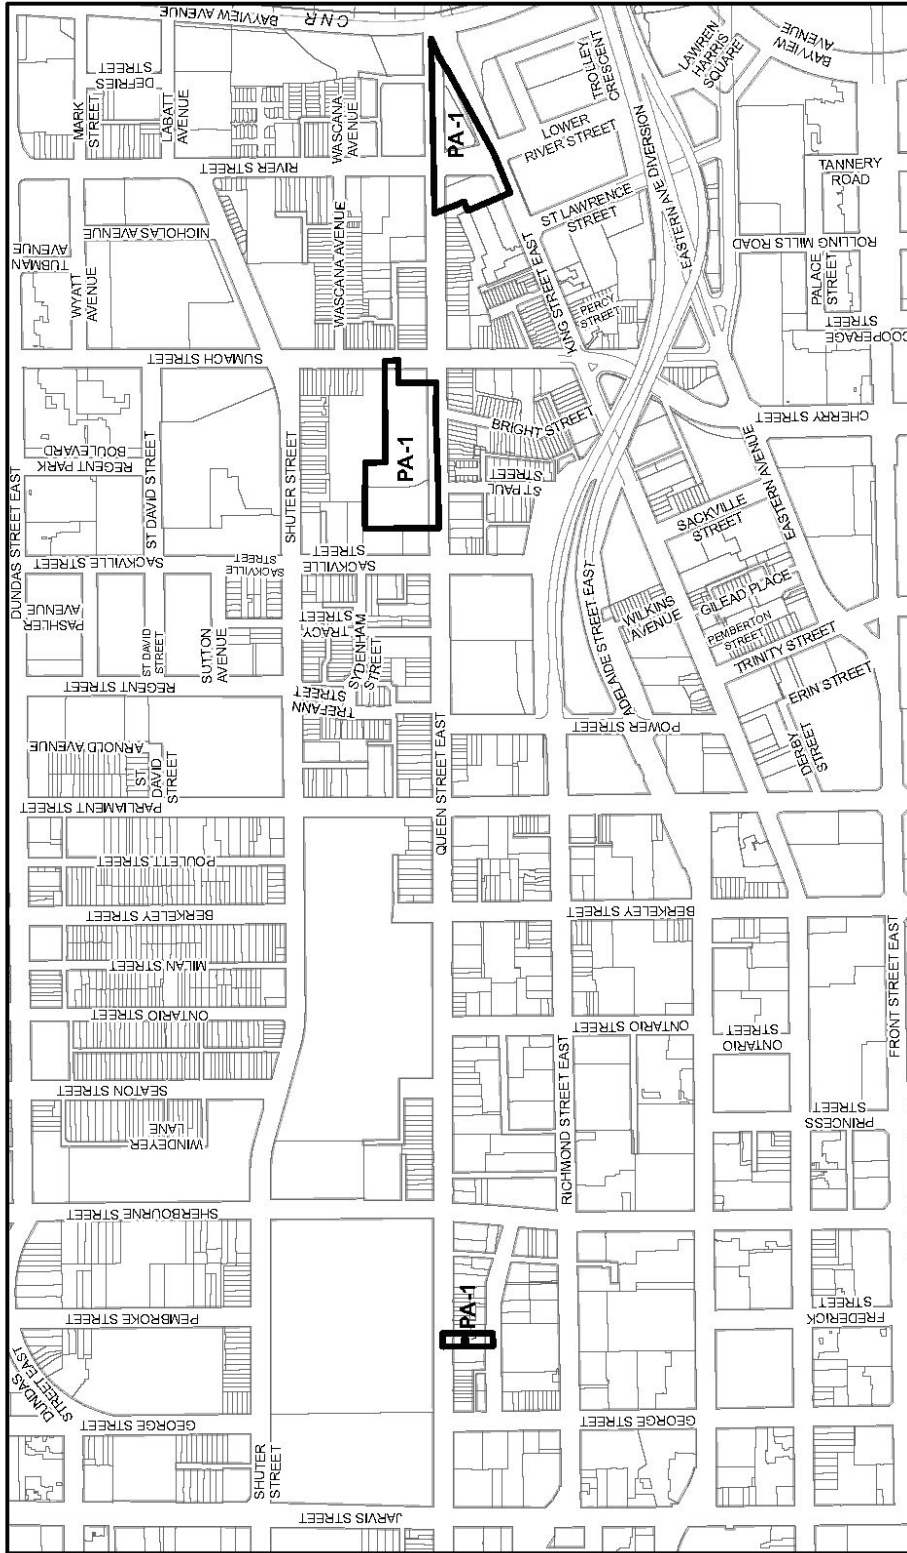 CNR
BAYVIEW AVENUE
DEFRIES
STREET
MARK
STREET
LABATT
AVENUE
WASCANA
AVENUE
RIVER STREET
PA-1
TROLLEY
CRESCENT
LAWREN
HARRIS
SQUARE
BAYVIEW
AVENUE
LOWER
RIVER STREET
EASTERN AVE DIVERSION
TANNERY
ROAD
ST LAWRENCE
STREET
ROLLING MILLS ROAD
NICHOLAS AVENUE
TUBMAN
AVENUE
WYATT
AVENUE
WASCANA AVENUE
KING STREET EAST
PERCY
STREET
PALACE
STREET
COOPERAGE
STREET
SUMACH STREET
CHERRY STREET
BRIGHT STREET
REGENT PARK
BOULEVARD
ST DAVID STREET
SHUTER STREET
PA-1
ST PAUL
STREET
EASTERN AVENUE
DUNDAS STREET EAST
SACKVILLE STREET
SACKVILLE
STREET
SACKVILLE
STREET
SACKVILLE
STREET
GILEAD PLACE
PASHLER
AVENUE
ST DAVID
STREET
SUTTON
AVENUE
TRACY
STREET
SYDENHAM
STREET
ADELAIDE STREET EAST
WILKINS
AVENUE
PEMBERTON
STREET
TRINITY STREET
ERIN STREET
REGENT STREET
TREFANN
STREET
POWER STREET
DERBY
STREET
ARNOLD AVENUE
ST
DAVID
STREET
QUEEN STREET EAST
PARLIAMENT STREET
POULETT STREET
BERKELEY STREET
BERKELEY STREET
MILAN STREET
FRONT STREET EAST
ONTARIO STREET
ONTARIO STREET
ONTARIO
STREET
SEATON STREET
RICHMOND STREET EAST
WINDEYER
LANE
PRINCESS
STREET
SHERBOURNE STREET
PEMBROKE STREET
PA-1
FREDERICK
STREET
DUNDAS
STREET EAST
GEORGE STREET
GEORGE STREET
SHUTER
STREET
JARVIS STREET